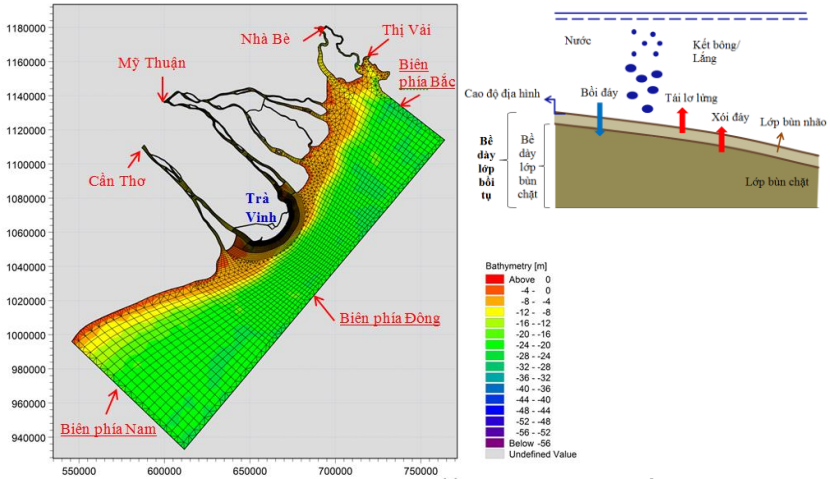 1180000
1160000
1140000
1120000
1100000
1080000
1060000
1040000
1020000
1000000
980000
960000
940000
550000
600000
650000
700000
750000
Nhà Bè
Thị Vải
Mỹ Thuận
Biên
phía Bắc
Cần Thơ
Trà
Vinh
Biên phía Đông
Biên phía Nam
Nước
Kết bông/
Lắng
Cao độ địa hình
Bồi đáy
Tái lơ lửng
Xói đáy
Lớp bùn nhão
Bề
dày
lớp
bồi
tụ
Bề
dày
lớp
bùn
chặt
Lớp bùn chặt
Bathymetry [m]
Above 0
-4 - 0
-8 - -4
-12 - -8
-16 - -12
-20 - -16
-24 - -20
-28 - -24
-32 - -28
-36 - -32
-40 - -36
-44 - -40
-48 - -44
-52 - -48
-56 - -52
Below -56
Undefined Value